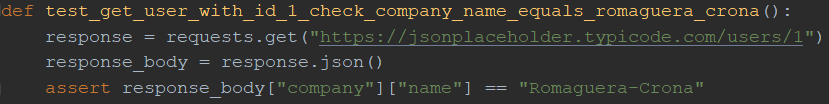 def test_get_user_with_id_1_check_company_name_equals_romaguera_crona():
    response = requests.get("https://jsonplaceholder.typicode.com/users/1")
    response_body = response.json()
    assert response_body["company"]["name"] == "Romaguera-Crona"